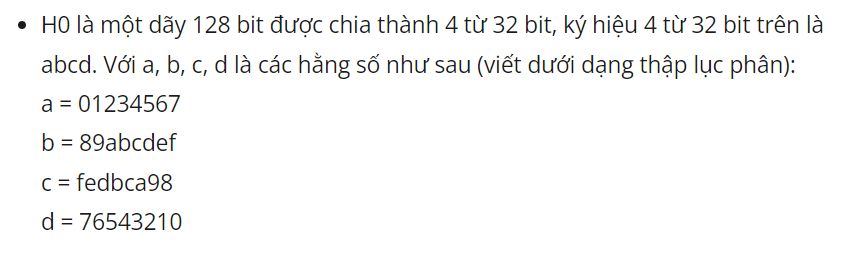 • H0 là một dãy 128 bit được chia thành 4 từ 32 bit, ký hiệu 4 từ 32 bit trên là
abcd. Với a, b, c, d là các hằng số như sau (viết dưới dạng thập lục phân):
a = 01234567
b = 89abcdef
c = fedbca98
d = 76543210